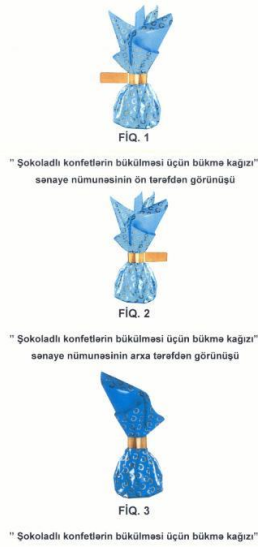 FİQ. 1
" Şokoladlı konfetlərin bükülməsi üçün bükmə kağızı"
sənaye nümunəsinin ön tərəfdən görünüşü
FİQ. 2
" Şokoladlı konfetlərin bükülməsi üçün bükmə kağızı"
sənaye nümunəsinin arxa tərəfdən görünüşü
FİQ. 3
" Şokoladlı konfetlərin bükülməsi üçün bükmə kağızı"